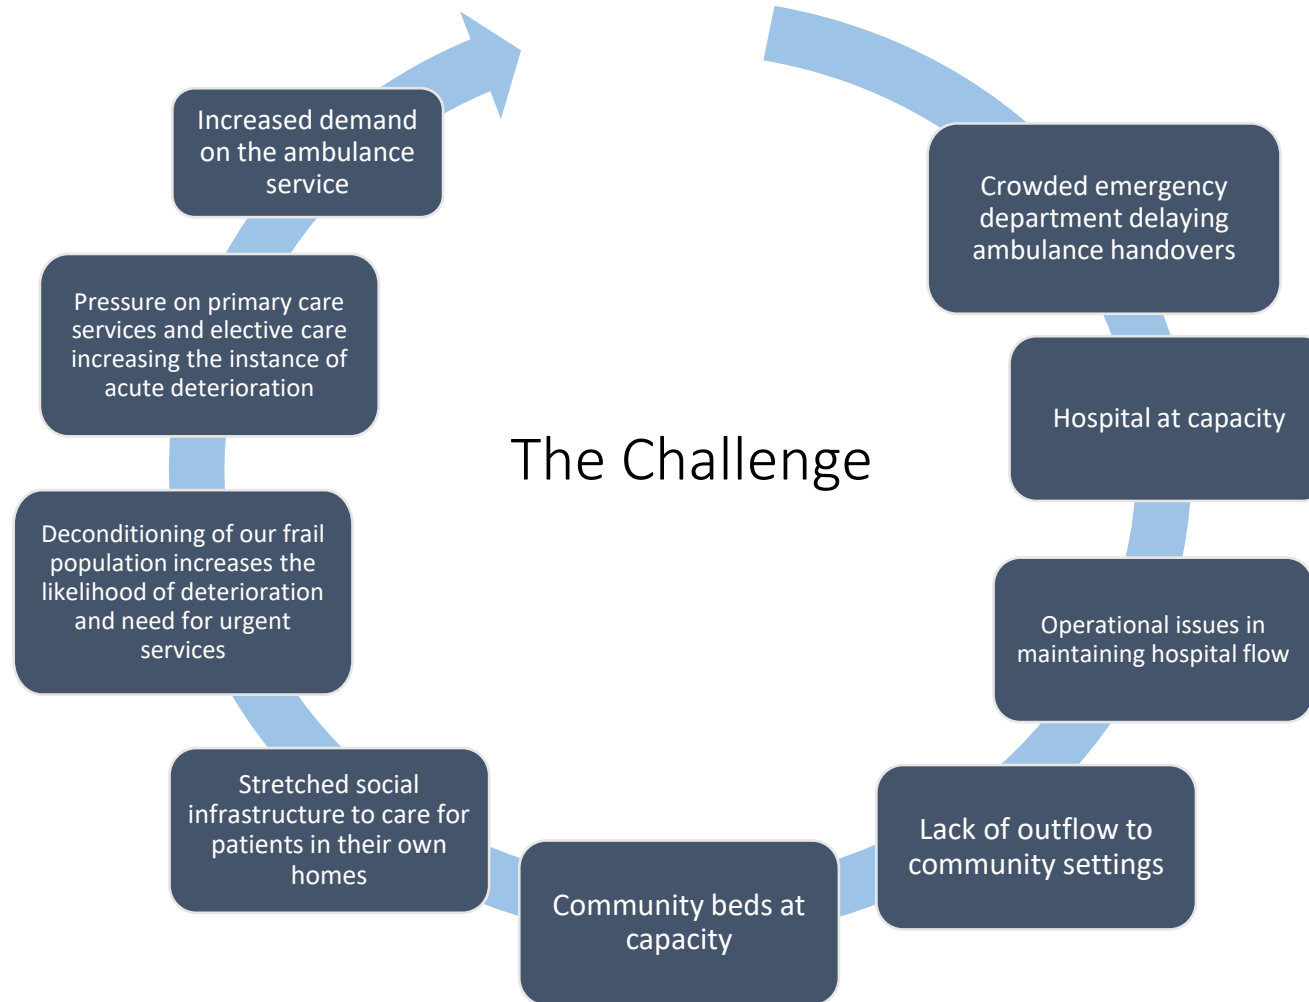 The Challenge
Crowded emergency
department delaying
ambulance handovers
Hospital at capacity
Operational issues in
maintaining hospital flow
Lack of outflow to
community settings
Community beds at
capacity
Stretched social
infrastructure to care for
patients in their own
homes
Deconditioning of our frail
population increases the
likelihood of deterioration
and need for urgent
services
Pressure on primary care
services and elective care
increasing the instance of
acute deterioration
Increased demand
on the ambulance
service